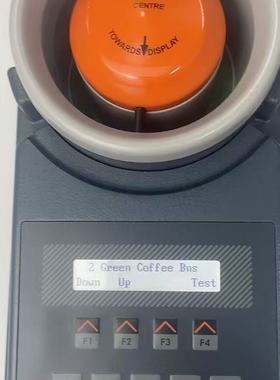 CENTRE
TOWARDS DISPLAY
2 Green Coffee Bns
Down Up Test
F1 F2 F3 F4